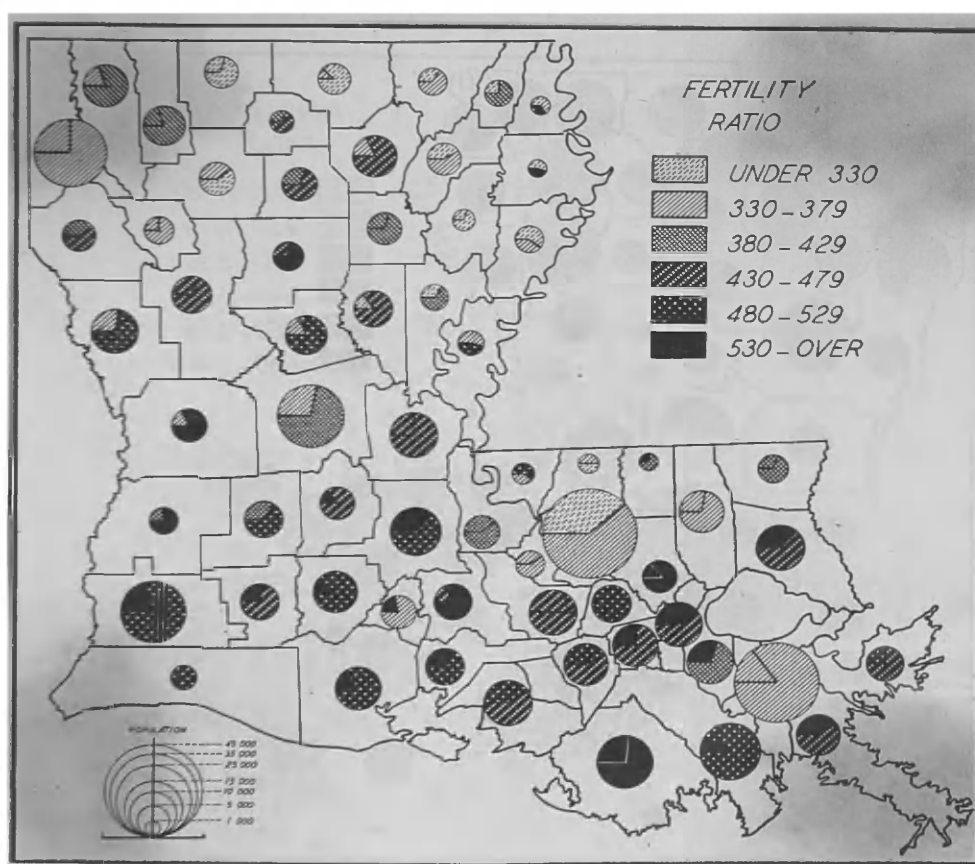 FERTILITY
RATIO
UNDER 330
330-379
380-429
430-479
480-529
530-OVER
POPULATION
45 000
35 000
25 000
15 000
10 000
5 000
1 000